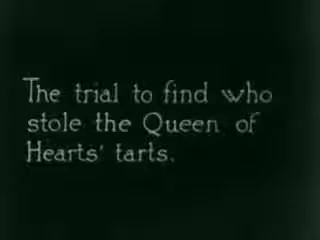 The trial to find who
stole the Queen of
Hearts' tarts.